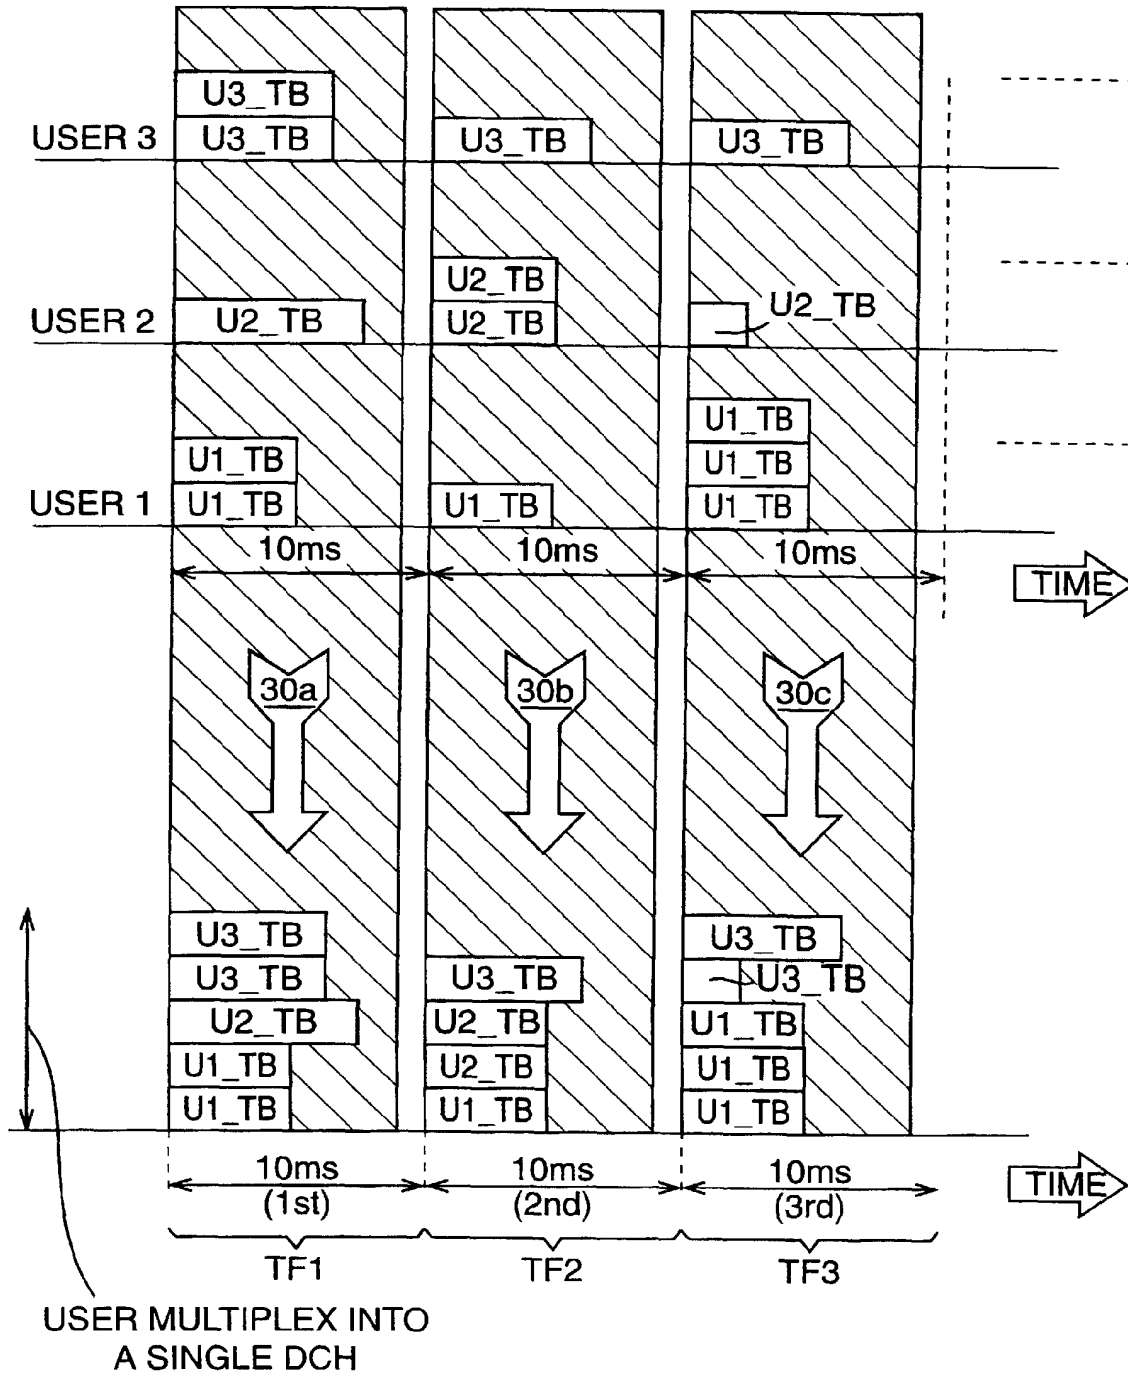 U3_TB
USER 3 U3_TB U3_TB U3_TB
U2_TB
USER 2 U2_TB U2_TB U2_TB
U1_TB
U1_TB U1_TB
USER 1 U1_TB U1_TB U1_TB
10ms 10ms 10ms
TIME
30a 30b 30c
U3_TB U3_TB
U3_TB U3_TB U3_TB
U2_TB U2_TB U1_TB
U1_TB U2_TB U1_TB
U1_TB U1_TB U1_TB
10ms 10ms 10ms
(1st) (2nd) (3rd)
TIME
TF1 TF2 TF3
USER MULTIPLEX INTO
A SINGLE DCH